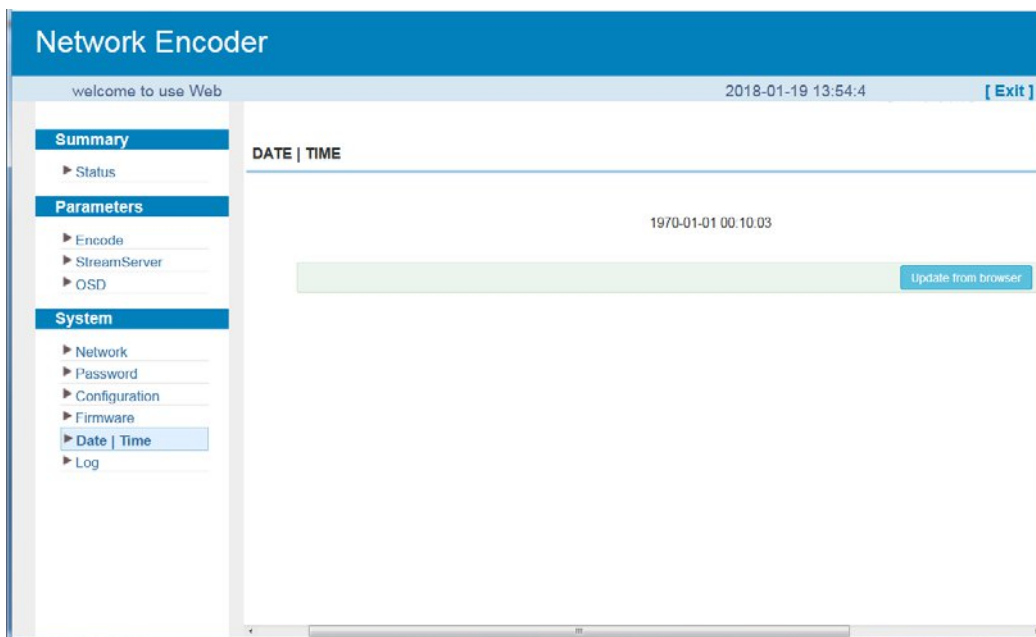 Network Encoder
welcome to use Web
2018-01-19 13:54:4
[ Exit ]
Summary
Status
Parameters
Encode
StreamServer
OSD
System
Network
Password
Configuration
Firmware
Date | Time
Log
DATE | TIME
1970-01-01 00:10:03
Update from browser